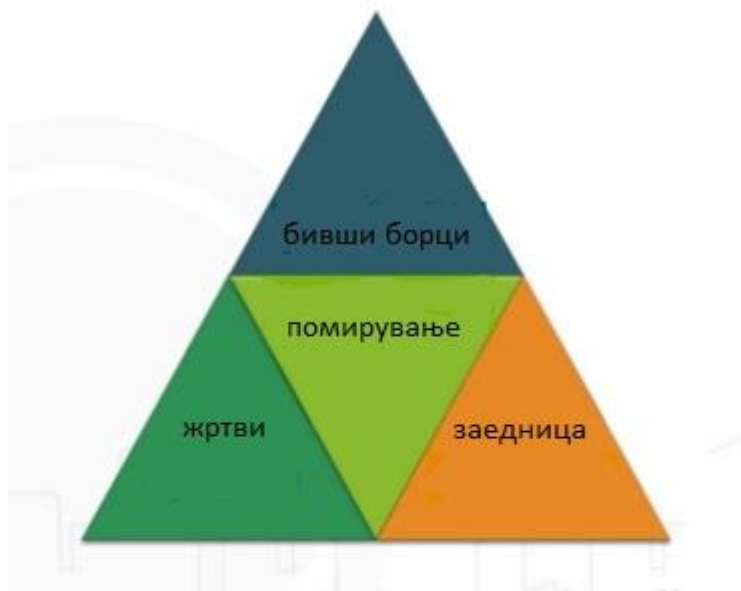 бивши борци
помирување
жртви
заедница